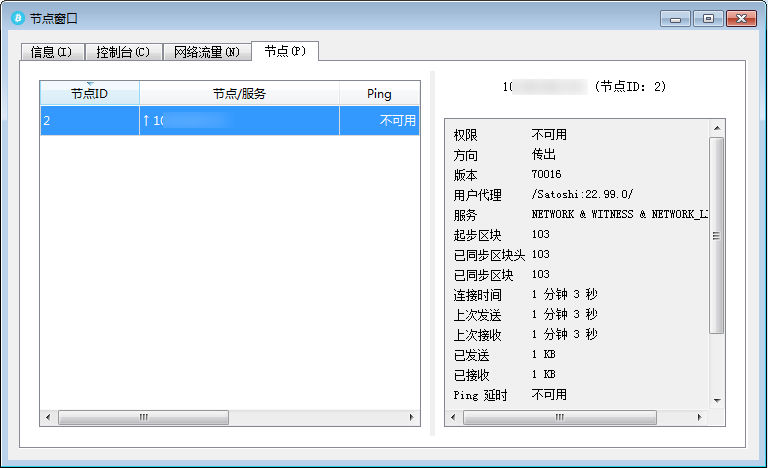 节点窗口
信息(I) 控制台(C) 网络流量(N) 节点(P)
节点ID 节点/服务 Ping
2 ↑ 10 不可用
10 (节点ID: 2)
权限 不可用
方向 传出
版本 70016
用户代理 /Satoshi:22.99.0/
服务 NETWORK & WITNESS & NETWORK_LI
起步区块 103
已同步区块头 103
已同步区块 103
连接时间 1 分钟 3 秒
上次发送 1 分钟 3 秒
上次接收 1 分钟 3 秒
已发送 1 KB
已接收 1 KB
Ping 延时 不可用